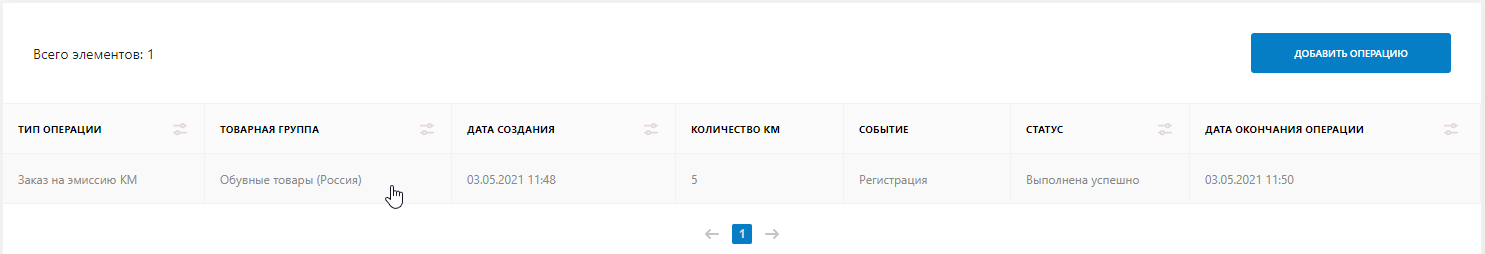 Всего элементов: 1
ДОБАВИТЬ ОПЕРАЦИЮ
ТИП ОПЕРАЦИИ ТОВАРНАЯ ГРУППА ДАТА СОЗДАНИЯ КОЛИЧЕСТВО КМ СОБЫТИЕ СТАТУС ДАТА ОКОНЧАНИЯ ОПЕРАЦИИ
Заказ на эмиссию КМ Обувные товары (Россия) 03.05.2021 11:48 5 Регистрация Выполнена успешно 03.05.2021 11:50
1